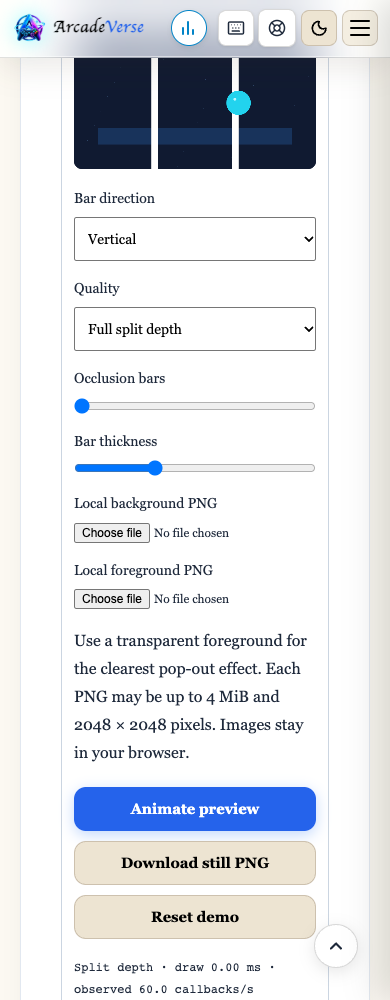 ArcadeVerse
Bar direction
Vertical
Quality
Full split depth
Occlusion bars
Bar thickness
Local background PNG
Choose file No file chosen
Local foreground PNG
Choose file No file chosen
Use a transparent foreground for
the clearest pop-out effect. Each
PNG may be up to 4 MiB and
2048 × 2048 pixels. Images stay
in your browser.
Animate preview
Download still PNG
Reset demo
Split depth · draw 0.00 ms ·
observed 60.0 callbacks/s